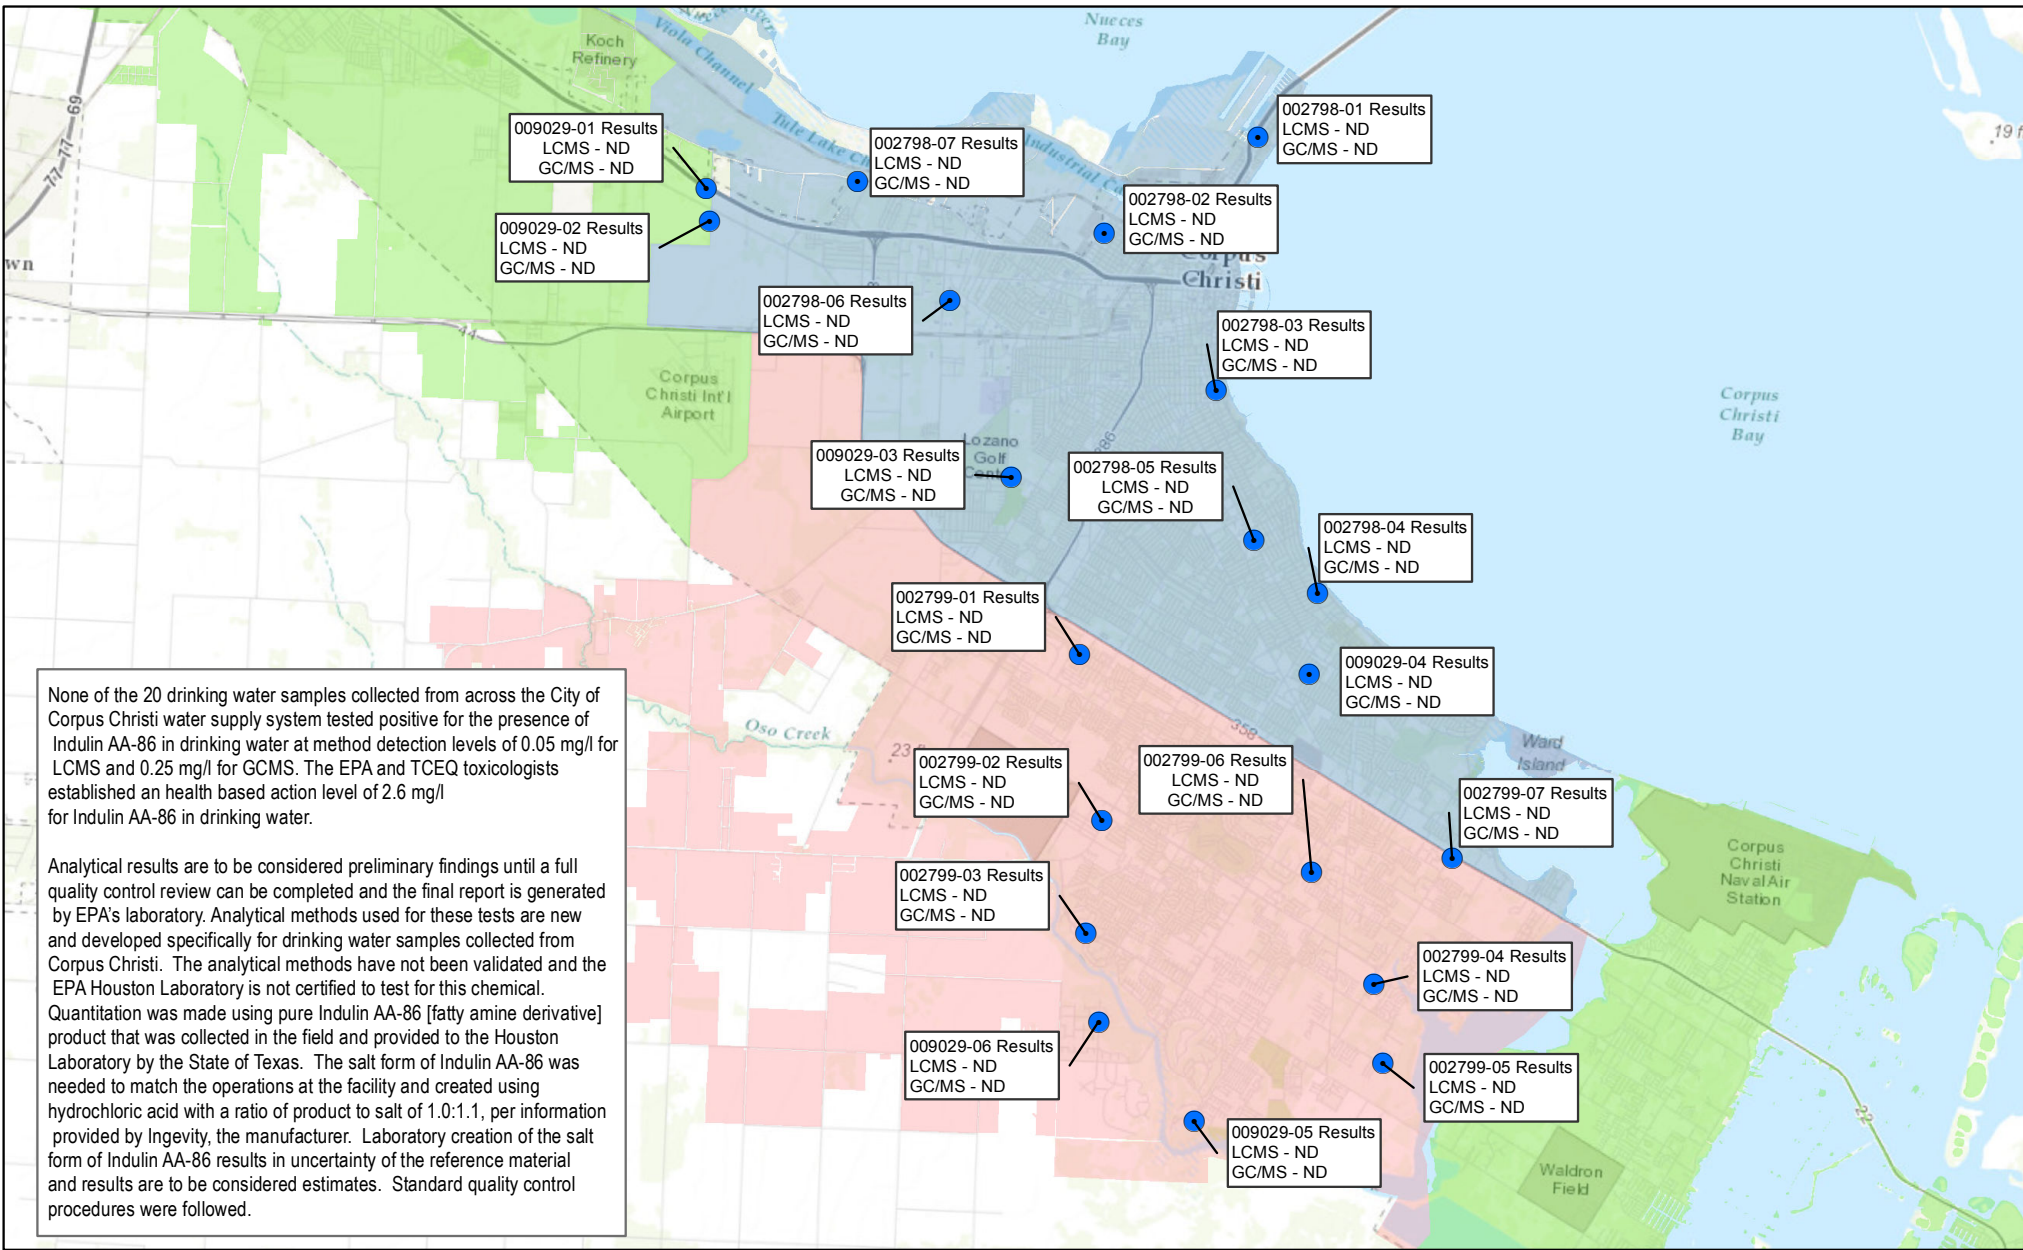 Nueces River
Nueces
Bay
Koch
Refinery
Viola Channel
69
77
77
19 f
009029-01 Results
LCMS - ND
GC/MS - ND
002798-07 Results
LCMS - ND
GC/MS - ND
Tule Lake Ch
Industrial Ca
002798-01 Results
LCMS - ND
GC/MS - ND
009029-02 Results
LCMS - ND
GC/MS - ND
002798-02 Results
LCMS - ND
GC/MS - ND
wn
Corpus
Christi
002798-06 Results
LCMS - ND
GC/MS - ND
44
002798-03 Results
LCMS - ND
GC/MS - ND
Corpus
Christi Int'l
Airport
Corpus
Christi
Bay
Lozano
Golf
Cent
286
009029-03 Results
LCMS - ND
GC/MS - ND
002798-05 Results
LCMS - ND
GC/MS - ND
002798-04 Results
LCMS - ND
GC/MS - ND
002799-01 Results
LCMS - ND
GC/MS - ND
009029-04 Results
LCMS - ND
GC/MS - ND
358
Oso Creek
23 f
Ward
Island
002799-02 Results
LCMS - ND
GC/MS - ND
002799-06 Results
LCMS - ND
GC/MS - ND
002799-07 Results
LCMS - ND
GC/MS - ND
Corpus
Christi
Naval Air
Station
002799-03 Results
LCMS - ND
GC/MS - ND
002799-04 Results
LCMS - ND
GC/MS - ND
009029-06 Results
LCMS - ND
GC/MS - ND
002799-05 Results
LCMS - ND
GC/MS - ND
22
009029-05 Results
LCMS - ND
GC/MS - ND
Waldron
Field
None of the 20 drinking water samples collected from across the City of
Corpus Christi water supply system tested positive for the presence of
Indulin AA-86 in drinking water at method detection levels of 0.05 mg/l for
LCMS and 0.25 mg/l for GCMS. The EPA and TCEQ toxicologists
established an health based action level of 2.6 mg/l
for Indulin AA-86 in drinking water.
Analytical results are to be considered preliminary findings until a full
quality control review can be completed and the final report is generated
by EPA's laboratory. Analytical methods used for these tests are new
and developed specifically for drinking water samples collected from
Corpus Christi. The analytical methods have not been validated and the
EPA Houston Laboratory is not certified to test for this chemical.
Quantitation was made using pure Indulin AA-86 [fatty amine derivative]
product that was collected in the field and provided to the Houston
Laboratory by the State of Texas. The salt form of Indulin AA-86 was
needed to match the operations at the facility and created using
hydrochloric acid with a ratio of product to salt of 1.0:1.1, per information
provided by Ingevity, the manufacturer. Laboratory creation of the salt
form of Indulin AA-86 results in uncertainty of the reference material
and results are to be considered estimates. Standard quality control
procedures were followed.